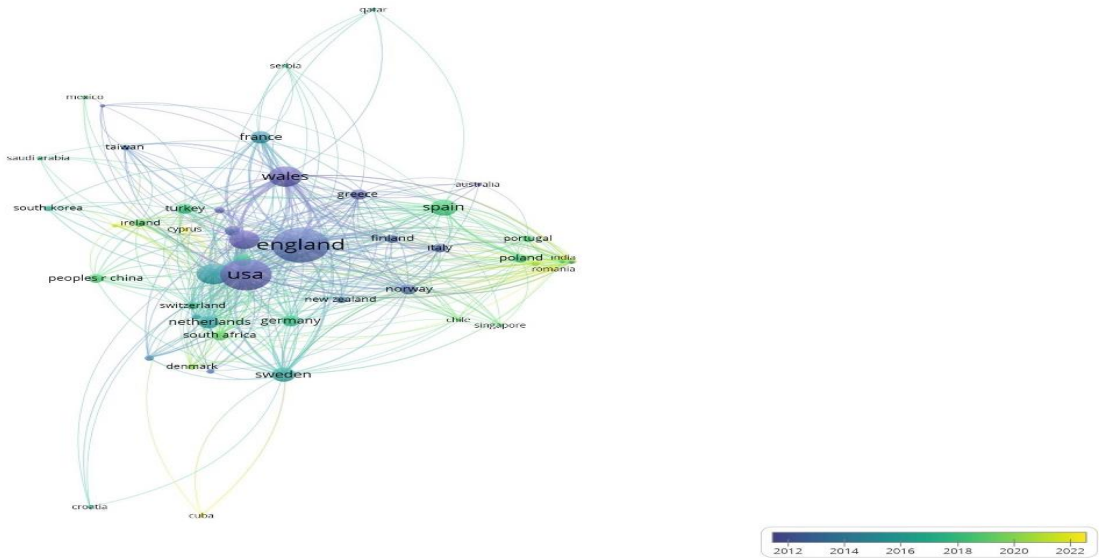 qatar
serbia
mexico
france
taiwan
saudi arabia
wales
australia
greece
south korea
turkey
spain
ireland
cyprus
finland
portugal
england
italy
poland
india
romania
peoples r china
usa
norway
switzerland
new zealand
netherlands
germany
chile
singapore
south africa
denmark
sweden
croatia
cuba
2012 2014 2016 2018 2020 2022